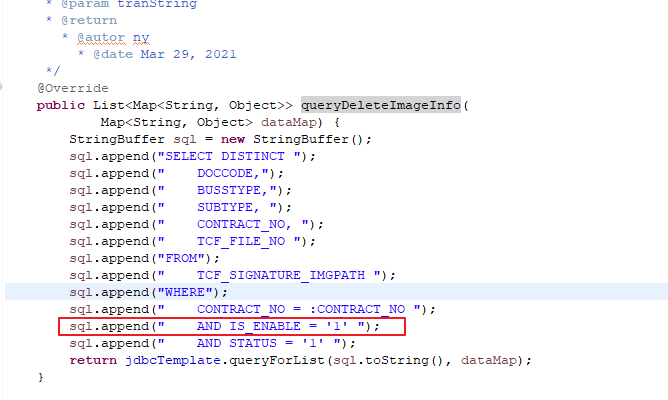 * @param tranString
* @return
* @autor ny
* @date Mar 29, 2021
*/
@Override
public List<Map<String, Object>> queryDeleteImageInfo(
Map<String, Object> dataMap) {
StringBuffer sql = new StringBuffer();
sql.append("SELECT DISTINCT ");
sql.append("    DOCCODE,");
sql.append("    BUSSTYPE,");
sql.append("    SUBTYPE, ");
sql.append("    CONTRACT_NO, ");
sql.append("    TCF_FILE_NO ");
sql.append("FROM");
sql.append("    TCF_SIGNATURE_IMGPATH ");
sql.append("WHERE");
sql.append("    CONTRACT_NO = :CONTRACT_NO ");
sql.append("    AND IS_ENABLE = '1' ");
sql.append("    AND STATUS = '1' ");
return jdbcTemplate.queryForList(sql.toString(), dataMap);
}